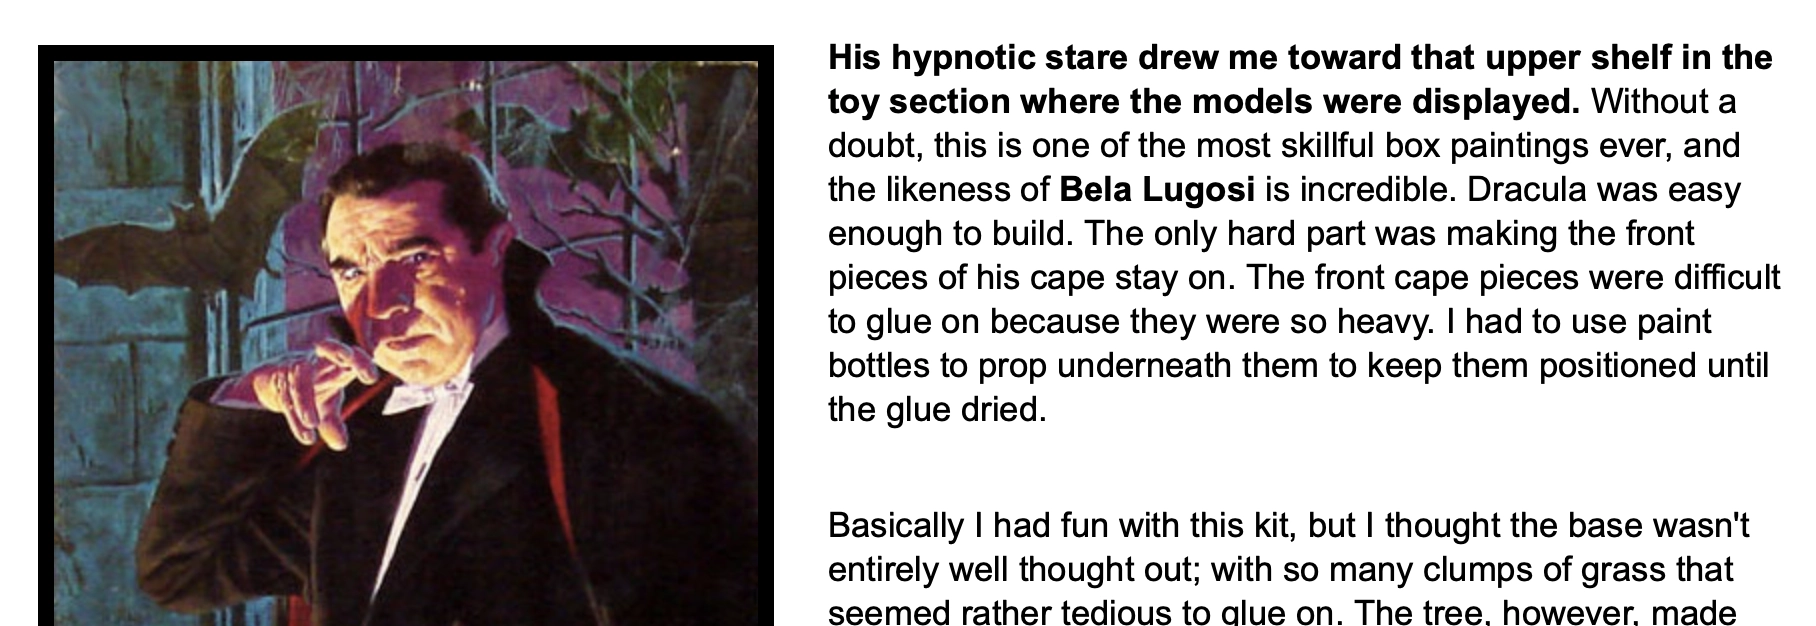 His hypnotic stare drew me toward that upper shelf in the
toy section where the models were displayed. Without a
doubt, this is one of the most skillful box paintings ever, and
the likeness of Bela Lugosi is incredible. Dracula was easy
enough to build. The only hard part was making the front
pieces of his cape stay on. The front cape pieces were difficult
to glue on because they were so heavy. I had to use paint
bottles to prop underneath them to keep them positioned until
the glue dried.
Basically I had fun with this kit, but I thought the base wasn't
entirely well thought out; with so many clumps of grass that
seemed rather tedious to glue on. The tree, however, made